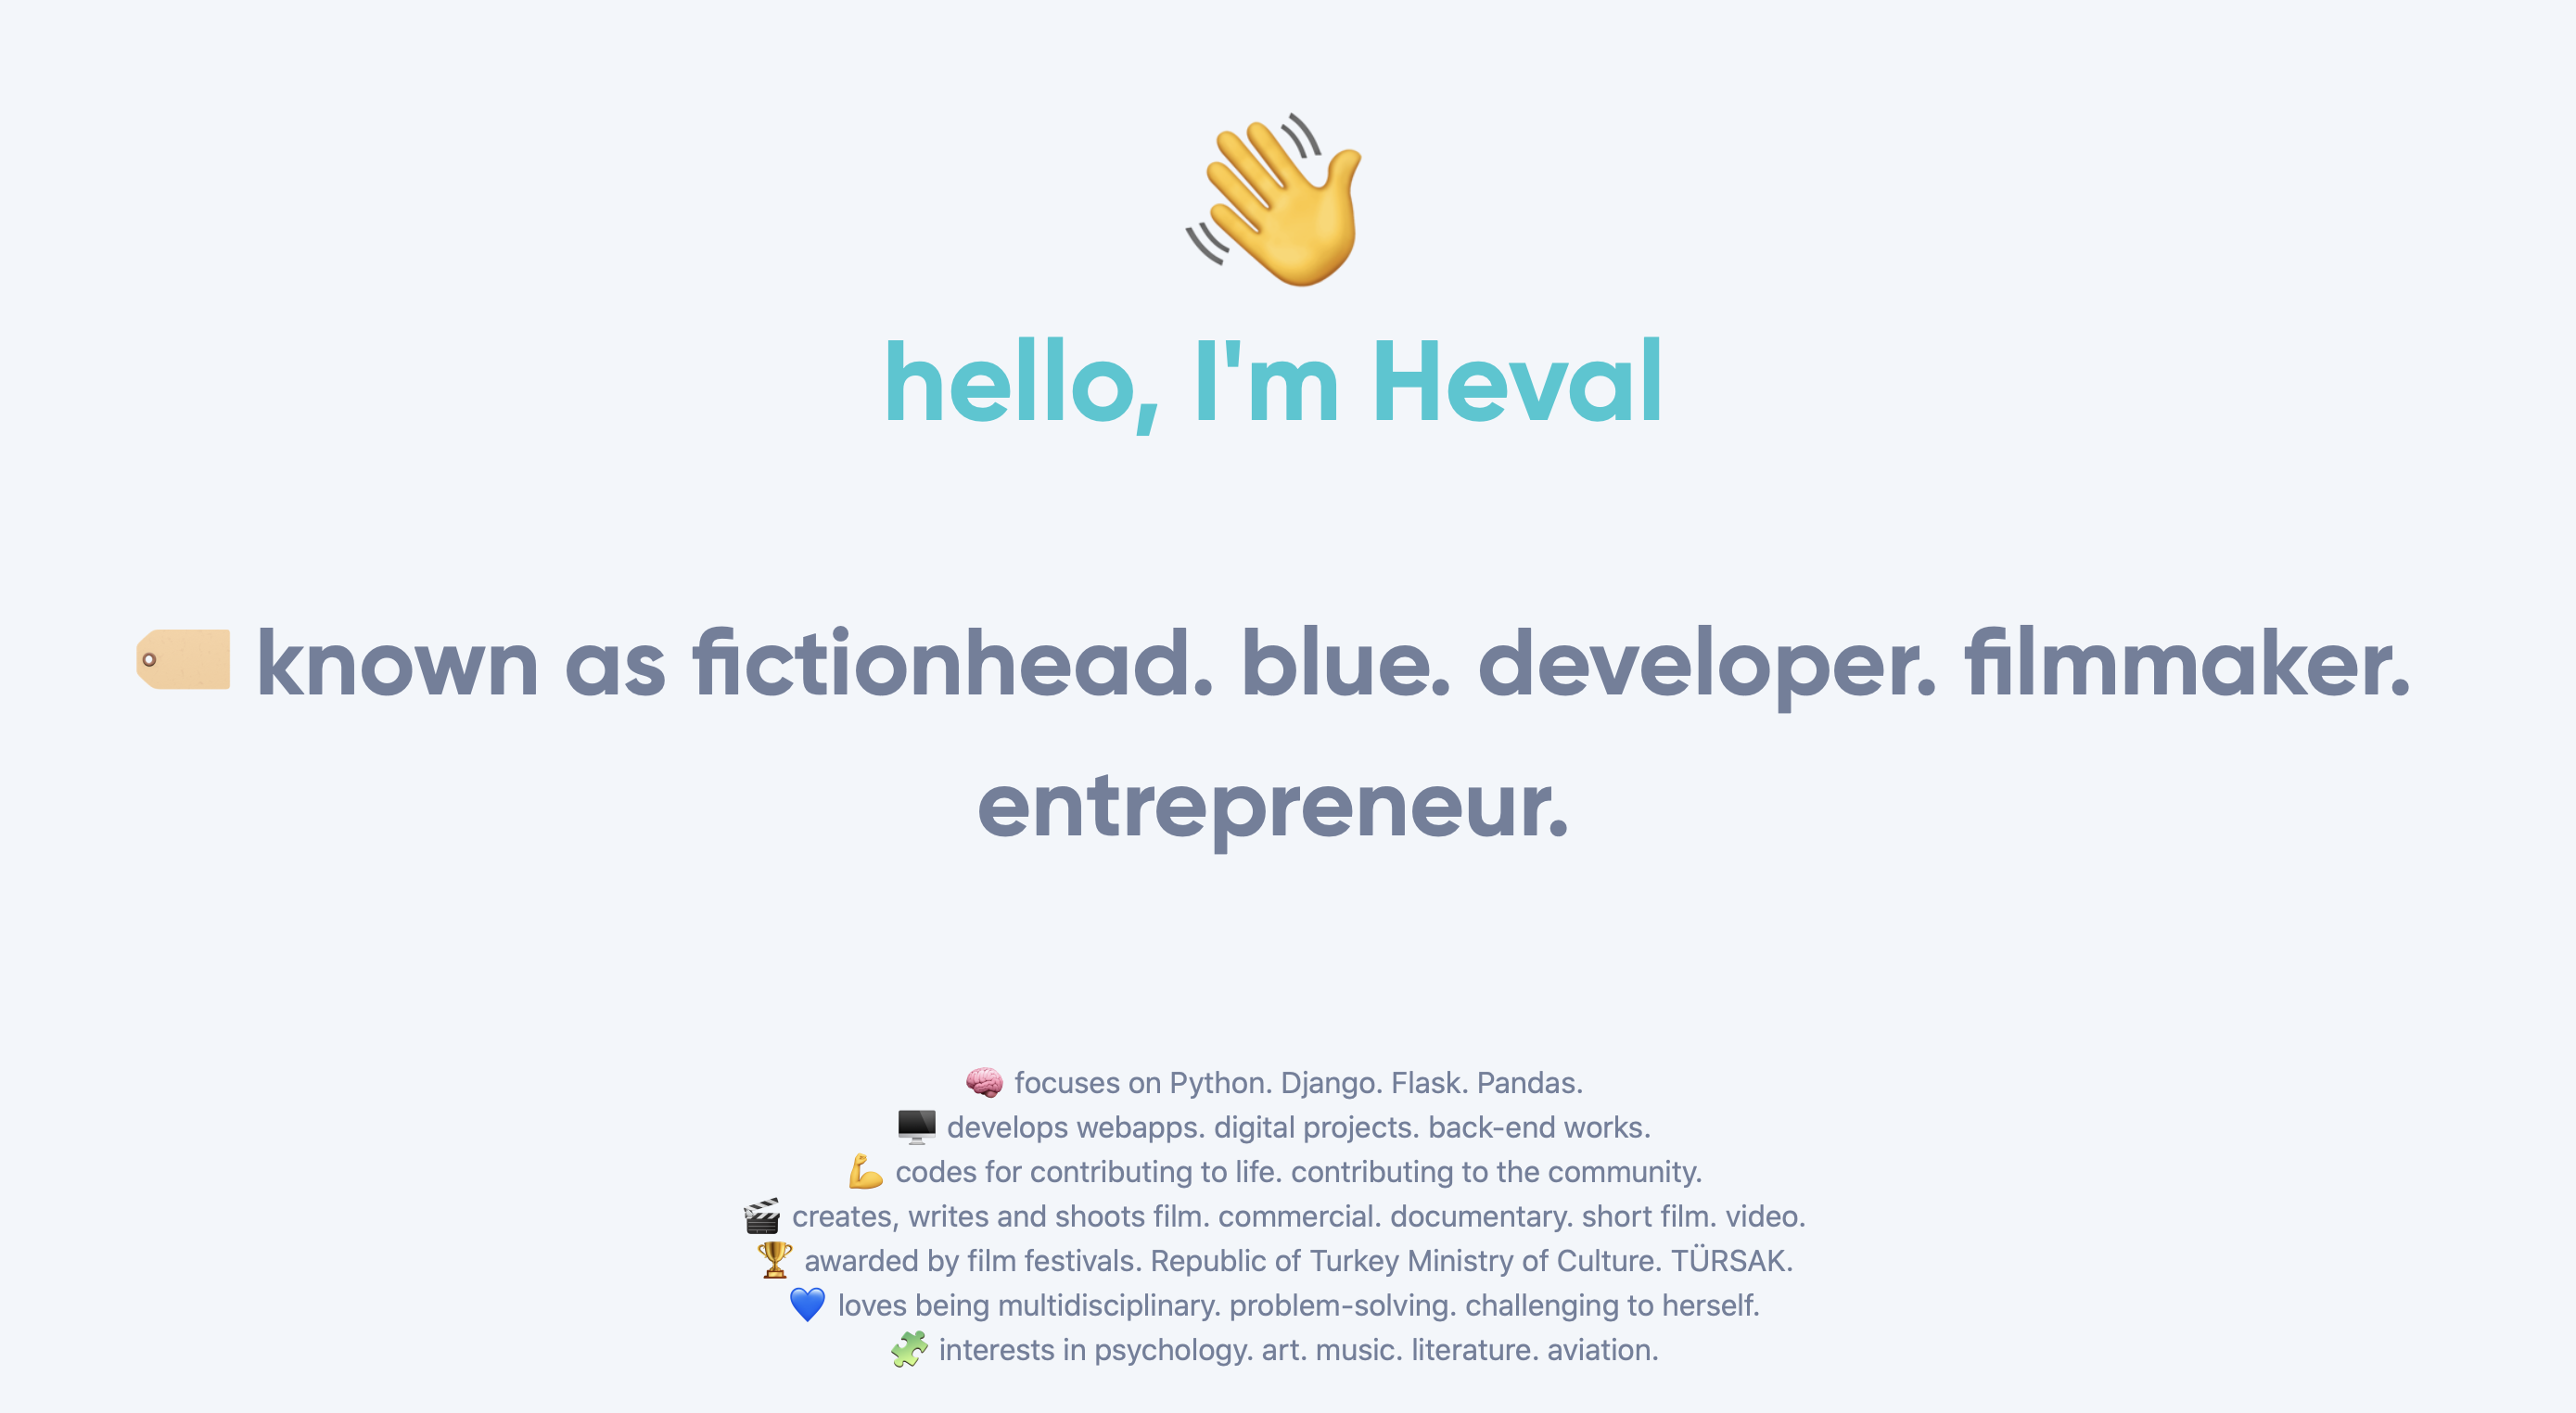 hello, I'm Heval
known as fictionhead. blue. developer. filmmaker.
entrepreneur.
focuses on Python. Django. Flask. Pandas.
develops webapps. digital projects. back-end works.
codes for contributing to life. contributing to the community.
creates, writes and shoots film. commercial. documentary. short film. video.
awarded by film festivals. Republic of Turkey Ministry of Culture. TÜRSAK.
loves being multidisciplinary. problem-solving. challenging to herself.
interests in psychology. art. music. literature. aviation.